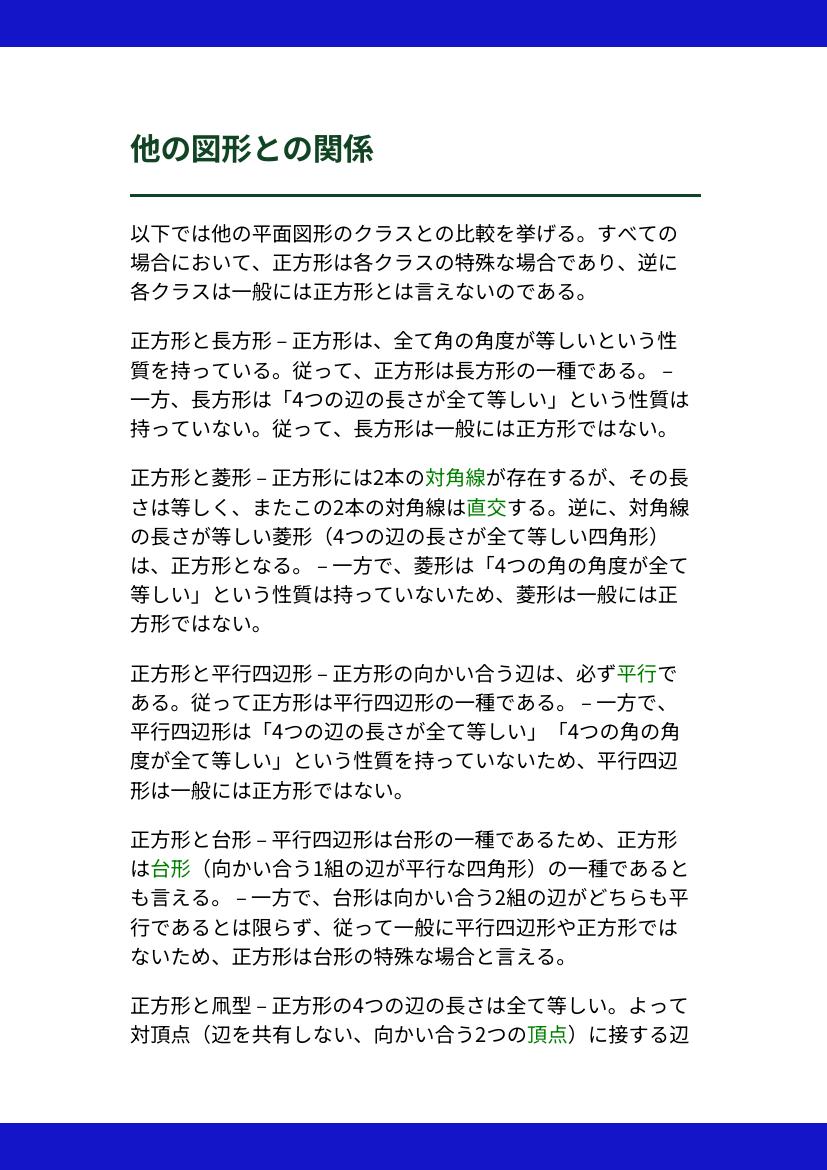 他の図形との関係
以下では他の平面図形のクラスとの比較を挙げる。すべての
場合において、正方形は各クラスの特殊な場合であり、逆に
各クラスは一般には正方形とは言えないのである。
正方形と長方形 – 正方形は、全て角の角度が等しいという性
質を持っている。従って、正方形は長方形の一種である。 –
一方、長方形は「4つの辺の長さが全て等しい」という性質は
持っていない。従って、長方形は一般には正方形ではない。
正方形と菱形 – 正方形には2本の対角線が存在するが、その長
さは等しく、またこの2本の対角線は直交する。逆に、対角線
の長さが等しい菱形（4つの辺の長さが全て等しい四角形）
は、正方形となる。 – 一方で、菱形は「4つの角の角度が全て
等しい」という性質は持っていないため、菱形は一般には正
方形ではない。
正方形と平行四辺形 – 正方形の向かい合う辺は、必ず平行で
ある。従って正方形は平行四辺形の一種である。 – 一方で、
平行四辺形は「4つの辺の長さが全て等しい」「4つの角の角
度が全て等しい」という性質を持っていないため、平行四辺
形は一般には正方形ではない。
正方形と台形 – 平行四辺形は台形の一種であるため、正方形
は台形（向かい合う1組の辺が平行な四角形）の一種であると
も言える。 – 一方で、台形は向かい合う2組の辺がどちらも平
行であるとは限らず、従って一般に平行四辺形や正方形では
ないため、正方形は台形の特殊な場合と言える。
正方形と凧型 – 正方形の4つの辺の長さは全て等しい。よって
対頂点（辺を共有しない、向かい合う2つの頂点）に接する辺